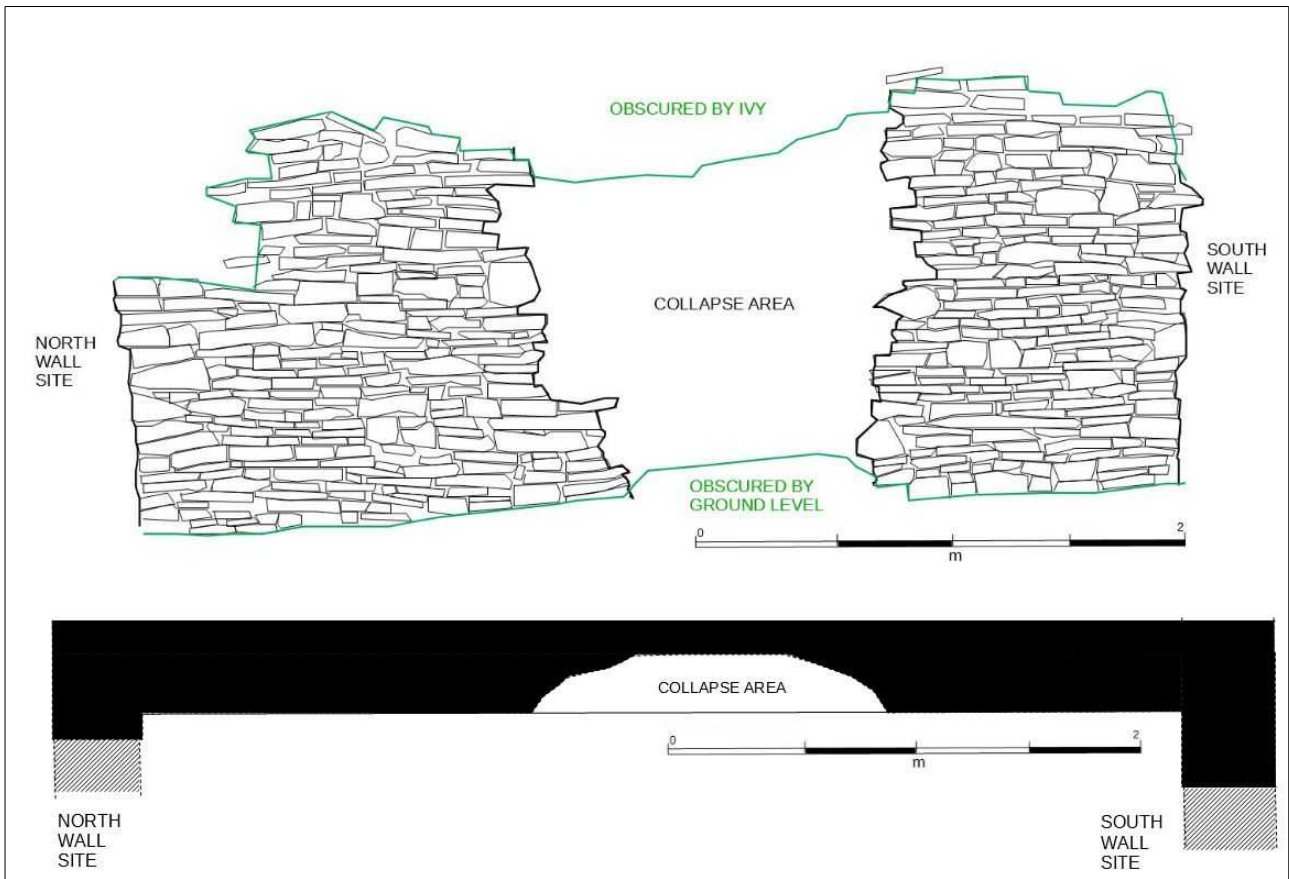 OBSCURED BY IVY
SOUTH
WALL
SITE
COLLAPSE AREA
NORTH
WALL
SITE
OBSCURED BY
GROUND LEVEL
0
2
m
COLLAPSE AREA
0
2
m
NORTH
WALL
SITE
SOUTH
WALL
SITE